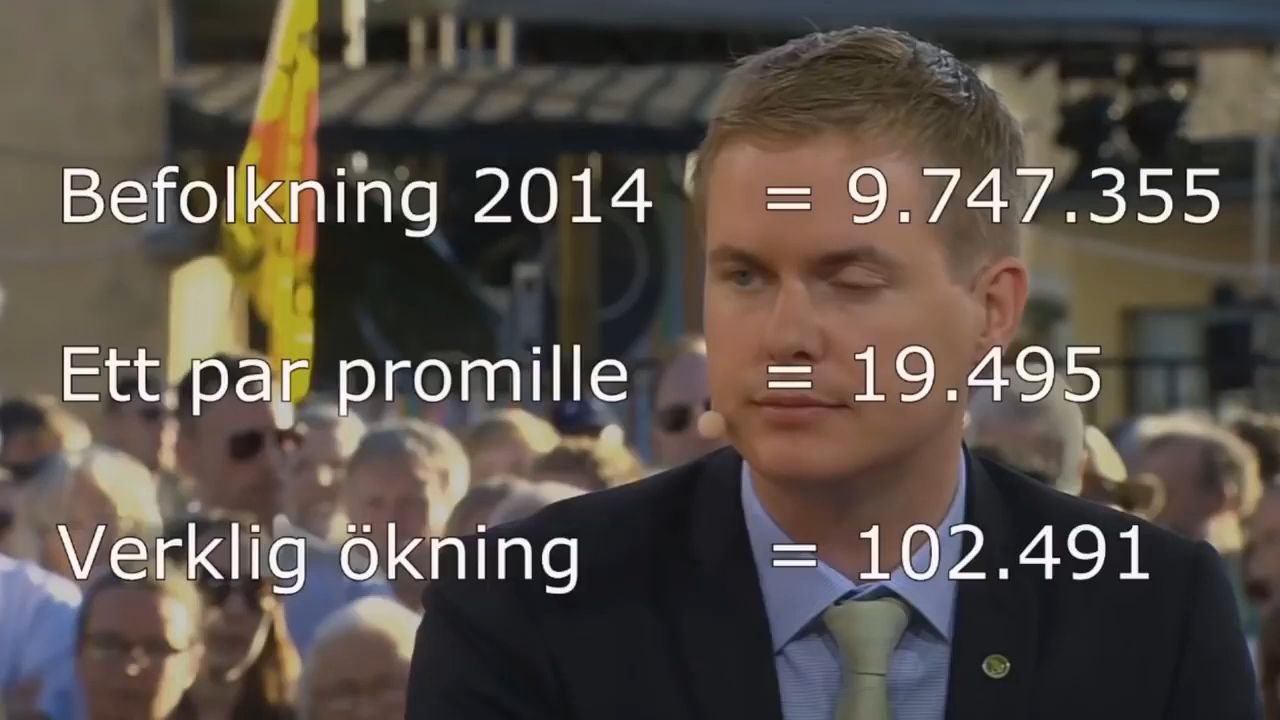 Befolkning 2014 = 9.747.355
Ett par promille = 19.495
Verklig ökning = 102.491